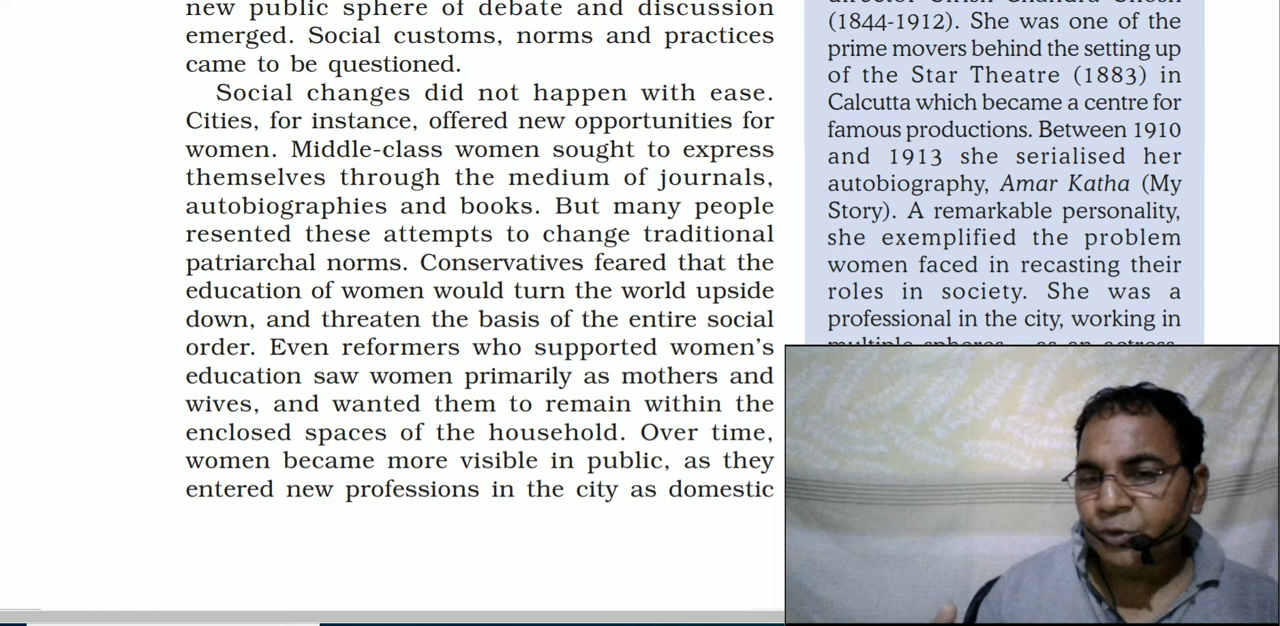 new public sphere of debate and discussion
emerged. Social customs, norms and practices
came to be questioned.
Social changes did not happen with ease.
Cities, for instance, offered new opportunities for
women. Middle-class women sought to express
themselves through the medium of journals,
autobiographies and books. But many people
resented these attempts to change traditional
patriarchal norms. Conservatives feared that the
education of women would turn the world upside
down, and threaten the basis of the entire social
order. Even reformers who supported women's
education saw women primarily as mothers and
wives, and wanted them to remain within the
enclosed spaces of the household. Over time,
women became more visible in public, as they
entered new professions in the city as domestic
(1844-1912). She was one of the
prime movers behind the setting up
of the Star Theatre (1883) in
Calcutta which became a centre for
famous productions. Between 1910
and 1913 she serialised her
autobiography, Amar Katha (My
Story). A remarkable personality,
she exemplified the problem
women faced in recasting their
roles in society. She was a
professional in the city, working in